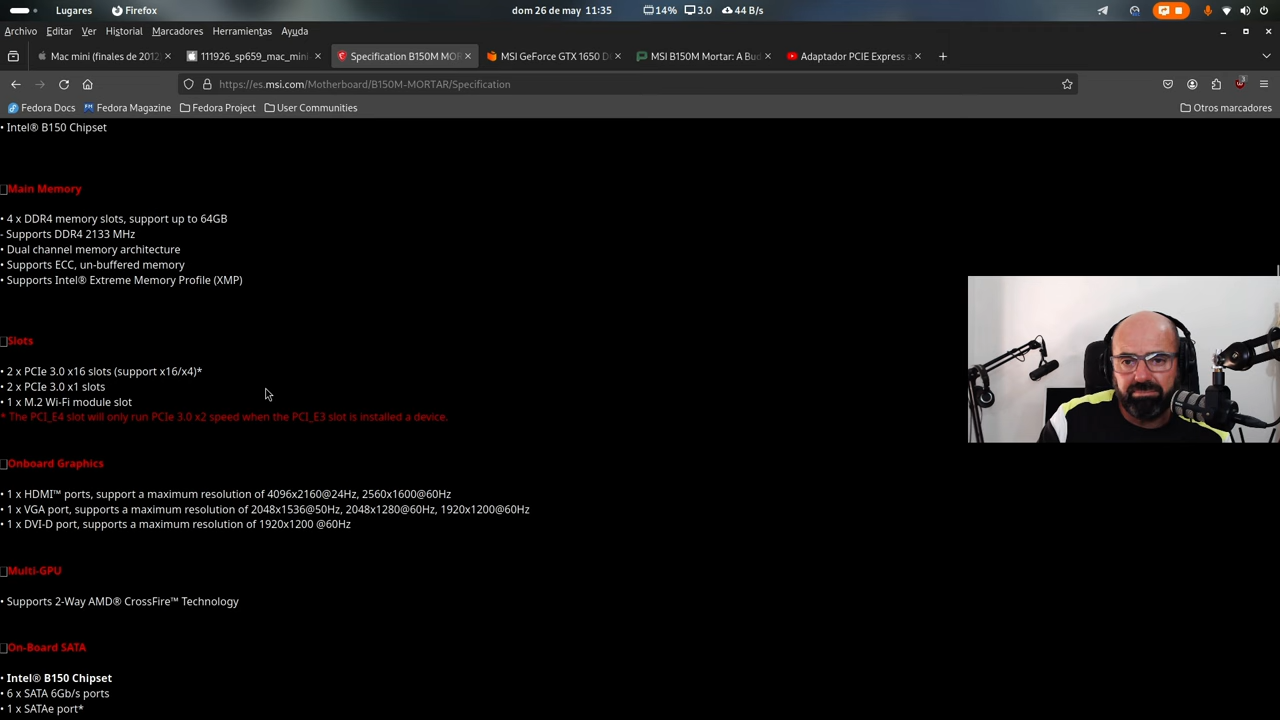 Lugares
Firefox
dom 26 de may 11:35
14%
3.0
44 B/s
Archivo Editar Ver Historial Marcadores Herramientas Ayuda
Mac mini (finales de 2012)
111926_sp659_mac_mini-
Specification B150M MOR
MSI GeForce GTX 1650 D
MSI B150M Mortar: A Bud
Adaptador PCIE Express a
https://es.msi.com/Motherboard/B150M-MORTAR/Specification
Fedora Docs Fedora Magazine Fedora Project User Communities
Otros marcadores
• Intel® B150 Chipset
Main Memory
• 4 x DDR4 memory slots, support up to 64GB
- Supports DDR4 2133 MHz
• Dual channel memory architecture
• Supports ECC, un-buffered memory
• Supports Intel® Extreme Memory Profile (XMP)
Slots
• 2 x PCIe 3.0 x16 slots (support x16/x4)*
• 2 x PCIe 3.0 x1 slots
• 1 x M.2 Wi-Fi module slot
* The PCI_E4 slot will only run PCIe 3.0 x2 speed when the PCI_E3 slot is installed a device.
Onboard Graphics
• 1 x HDMI™ ports, support a maximum resolution of 4096x2160@24Hz, 2560x1600@60Hz
• 1 x VGA port, supports a maximum resolution of 2048x1536@50Hz, 2048x1280@60Hz, 1920x1200@60Hz
• 1 x DVI-D port, supports a maximum resolution of 1920x1200 @60Hz
Multi-GPU
• Supports 2-Way AMD® CrossFire™ Technology
On-Board SATA
• Intel® B150 Chipset
• 6 x SATA 6Gb/s ports
• 1 x SATAe port*